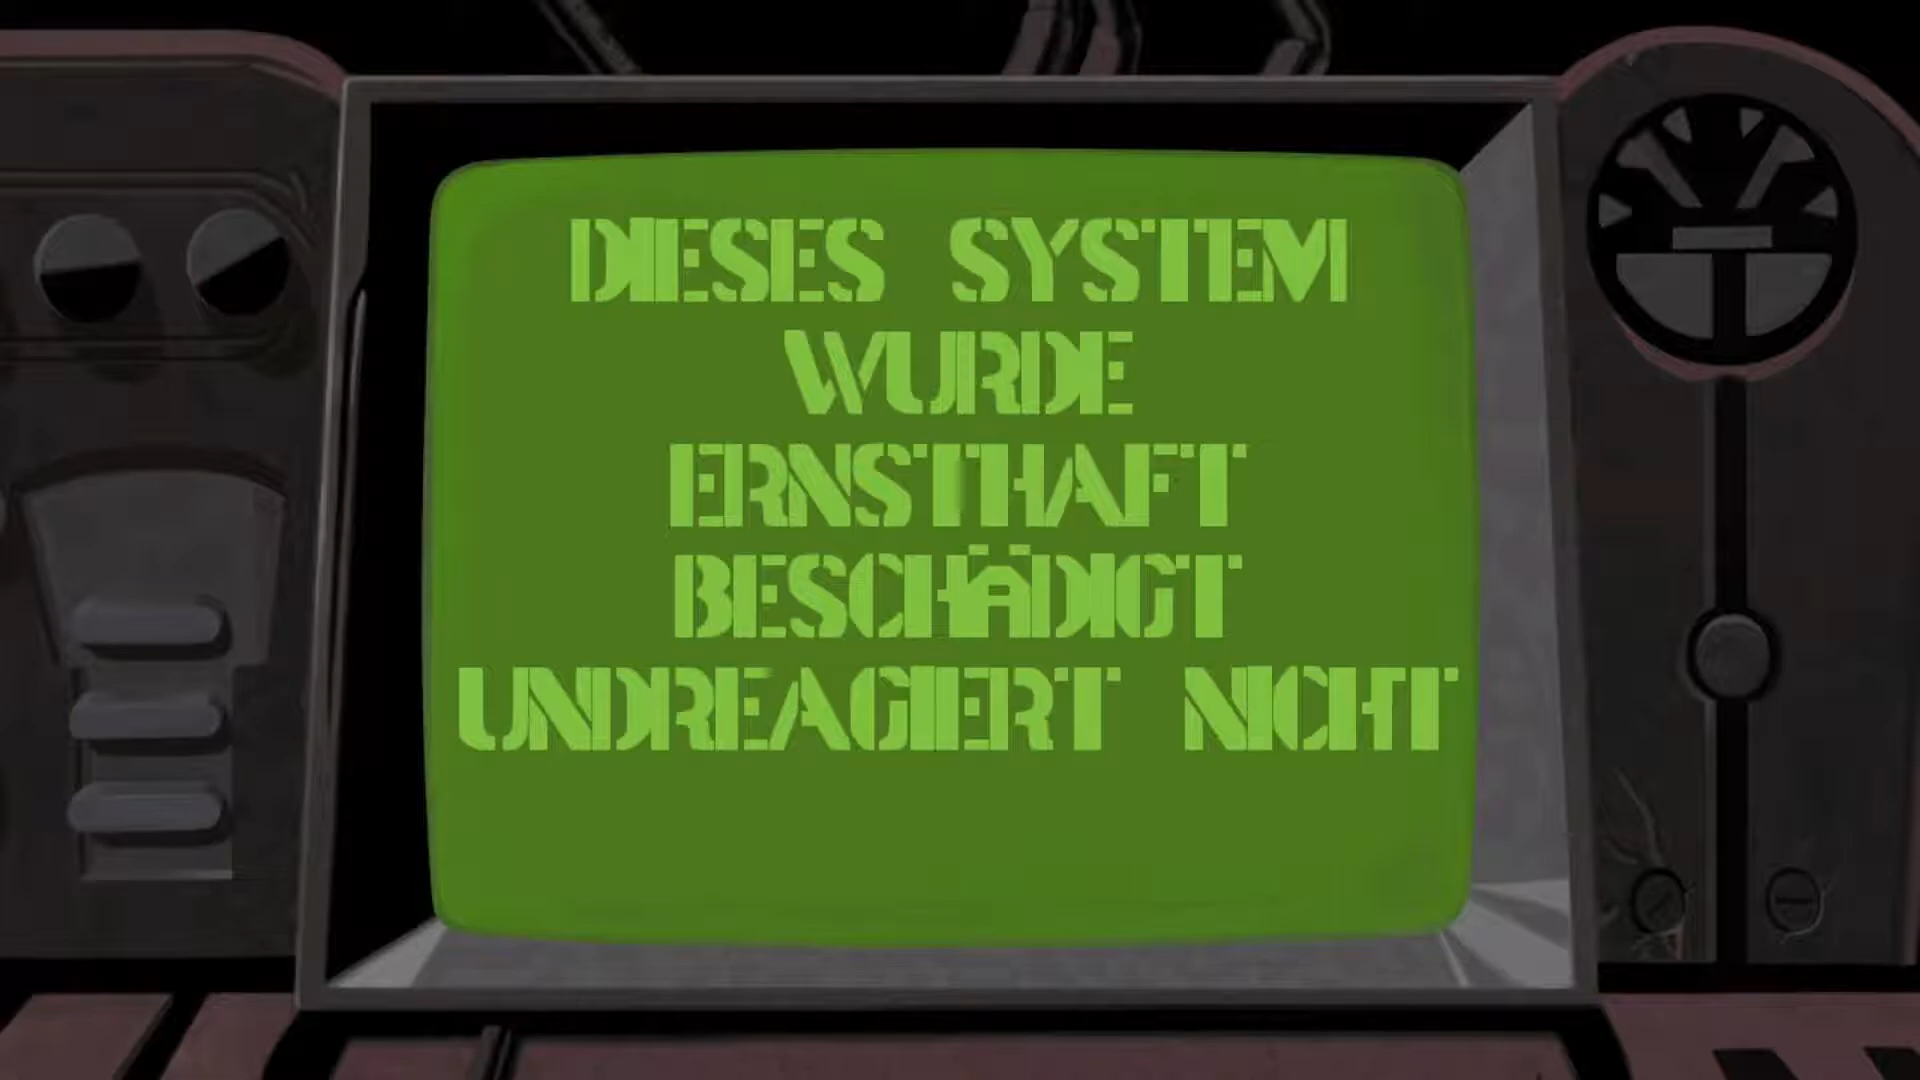 DIESES SYSTEM
WURDE
ERNSTHAFT
BESCHÄDIGT
UNDREAGIERT NICHT